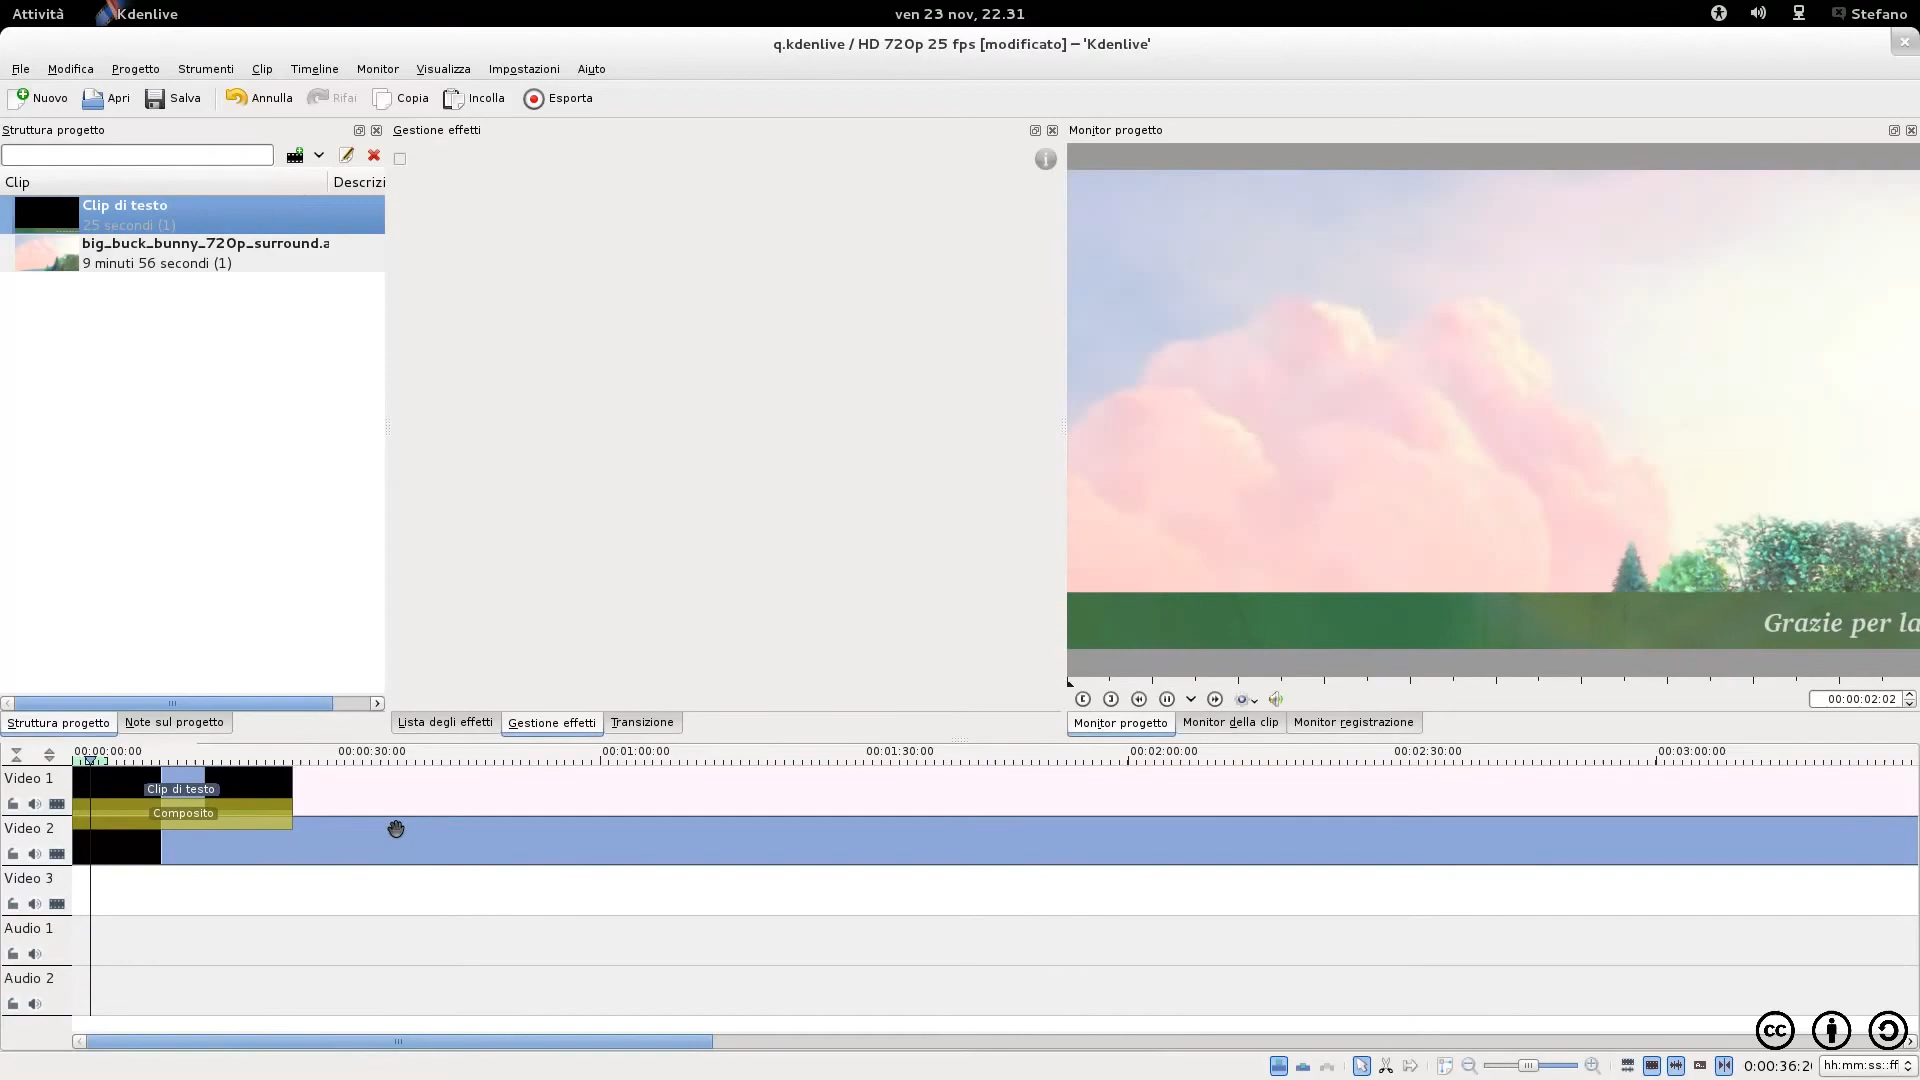 Attività Kdenlive ven 23 nov, 22.31 Stefano
q.kdenlive / HD 720p 25 fps [modificato] – 'Kdenlive'
File Modifica Progetto Strumenti Clip Timeline Monitor Visualizza Impostazioni Aiuto
Nuovo Apri Salva Annulla Rifai Copia Incolla Esporta
Struttura progetto Gestione effetti Monitor progetto
Clip Descrizi
Clip di testo
25 secondi (1)
big_buck_bunny_720p_surround.a
9 minuti 56 secondi (1)
Grazie per la
00:00:02:02
Struttura progetto Note sul progetto Lista degli effetti Gestione effetti Transizione Monitor progetto Monitor della clip Monitor registrazione
00:00:00:00 00:00:30:00 00:01:00:00 00:01:30:00 00:02:00:00 00:02:30:00 00:03:00:00
Video 1
Clip di testo
Composito
Video 2
Video 3
Audio 1
Audio 2
cc
0:00:36:2 hh:mm:ss::ff